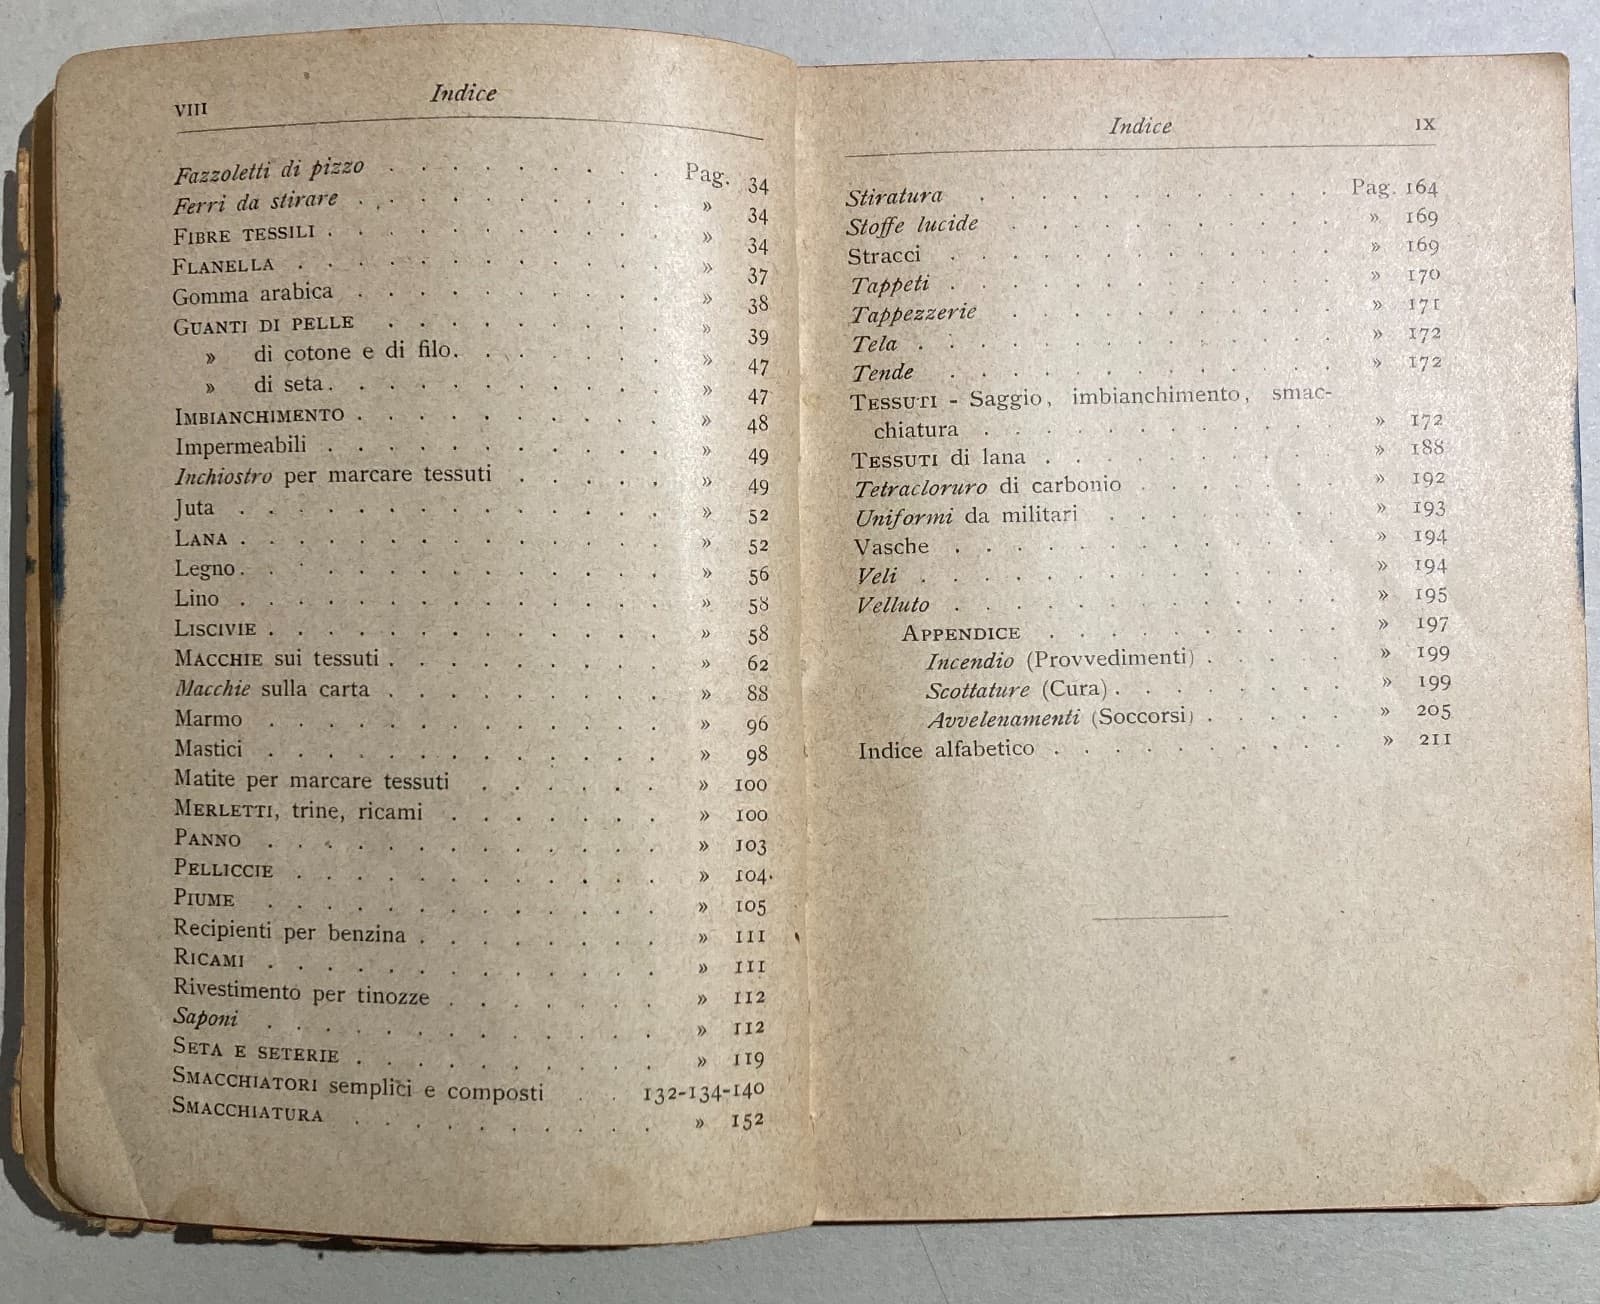 VIII Indice
Fazzoletti di pizzo . . . . . . . . . Pag. 34
Ferri da stirare . . . . . . . . . . » 34
FIBRE TESSILI . . . . . . . . . . . » 34
FLANELLA . . . . . . . . . . . . » 37
Gomma arabica . . . . . . . . . . » 38
GUANTI DI PELLE . . . . . . . . . » 39
» di cotone e di filo. . . . . . . » 47
» di seta. . . . . . . . . . . » 47
IMBIANCHIMENTO . . . . . . . . . . » 48
Impermeabili . . . . . . . . . . . » 49
Inchiostro per marcare tessuti . . . . . » 49
Juta . . . . . . . . . . . . . . » 52
LANA . . . . . . . . . . . . . . » 52
Legno . . . . . . . . . . . . . . » 56
Lino . . . . . . . . . . . . . . » 58
LISCIVIE . . . . . . . . . . . . . » 58
MACCHIE sui tessuti . . . . . . . . . » 62
Macchie sulla carta . . . . . . . . . » 88
Marmo . . . . . . . . . . . . . » 96
Mastici . . . . . . . . . . . . . » 98
Matite per marcare tessuti . . . . . . » 100
MERLETTI, trine, ricami . . . . . . . » 100
PANNO . . . . . . . . . . . . . » 103
PELLICCIE . . . . . . . . . . . . » 104
PIUME . . . . . . . . . . . . . » 105
Recipienti per benzina . . . . . . . . » 111
RICAMI . . . . . . . . . . . . . » 111
Rivestimento per tinozze . . . . . . . » 112
Saponi . . . . . . . . . . . . . » 112
SETA E SETERIE . . . . . . . . . . » 119
SMACCHIATORI semplici e composti . . 132-134-140
SMACCHIATURA . . . . . . . . . . » 152
Indice IX
Stiratura . . . . . . . . . . . . Pag. 164
Stoffe lucide . . . . . . . . . . . » 169
Stracci . . . . . . . . . . . . . » 169
Tappeti . . . . . . . . . . . . . » 170
Tappezzerie . . . . . . . . . . . » 171
Tela . . . . . . . . . . . . . . » 172
Tende . . . . . . . . . . . . . » 172
TESSUTI - Saggio, imbianchimento, smac-
chiatura . . . . . . . . . . . » 172
TESSUTI di lana . . . . . . . . . . » 188
Tetracloruro di carbonio . . . . . . . » 192
Uniformi da militari . . . . . . . . » 193
Vasche . . . . . . . . . . . . . » 194
Veli . . . . . . . . . . . . . . » 194
Velluto . . . . . . . . . . . . . » 195
APPENDICE . . . . . . . . . . » 197
Incendio (Provvedimenti) . . . . . » 199
Scottature (Cura) . . . . . . . . » 199
Avvelenamenti (Soccorsi) . . . . . » 205
Indice alfabetico . . . . . . . . . . » 211